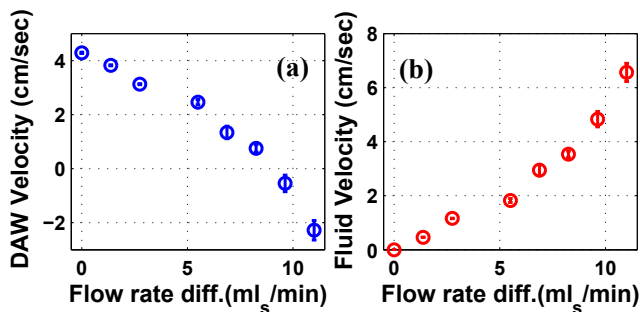 (a)
DAW Velocity (cm/sec)
4
2
0
−2
0 5 10
Flow rate diff.(ml_s/min)
(b)
Fluid Velocity (cm/sec)
8
6
4
2
0
0 5 10
Flow rate diff.(ml_s/min)